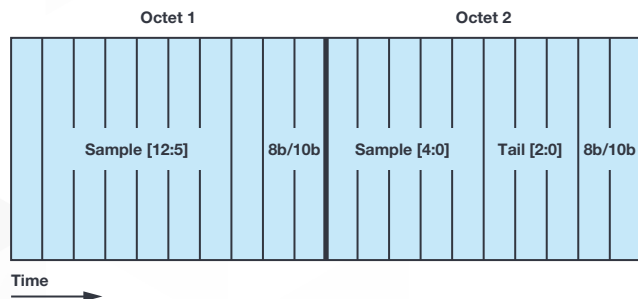 Octet 1 Octet 2
Sample [12:5] 8b/10b Sample [4:0] Tail [2:0] 8b/10b
Time